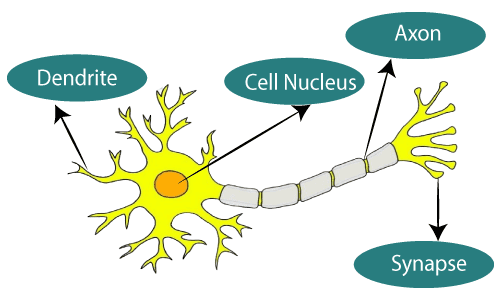 Axon
Dendrite
Cell Nucleus
Synapse